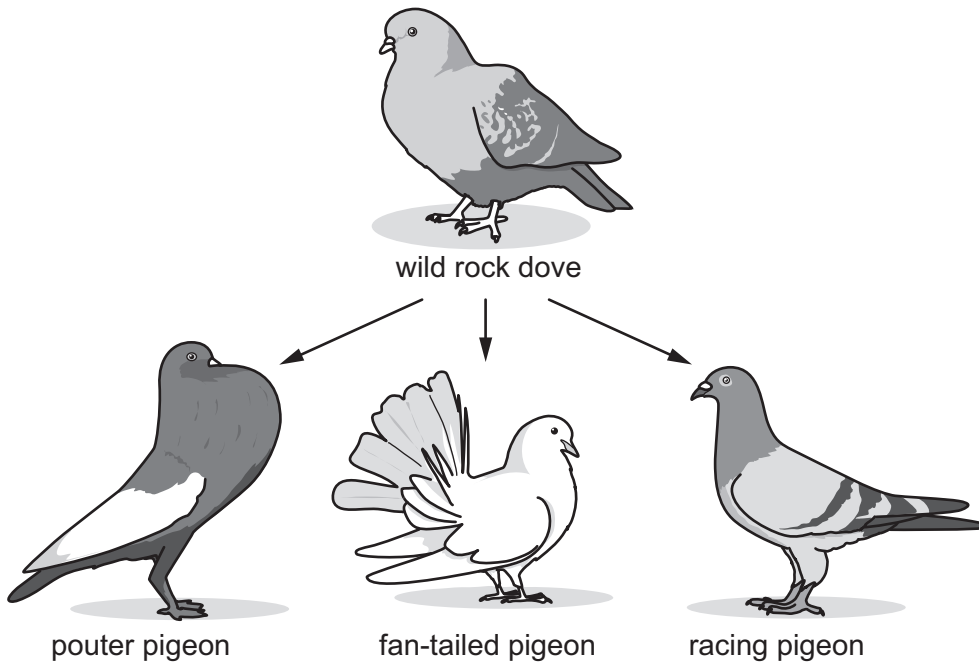 wild rock dove
pouter pigeon
fan-tailed pigeon
racing pigeon